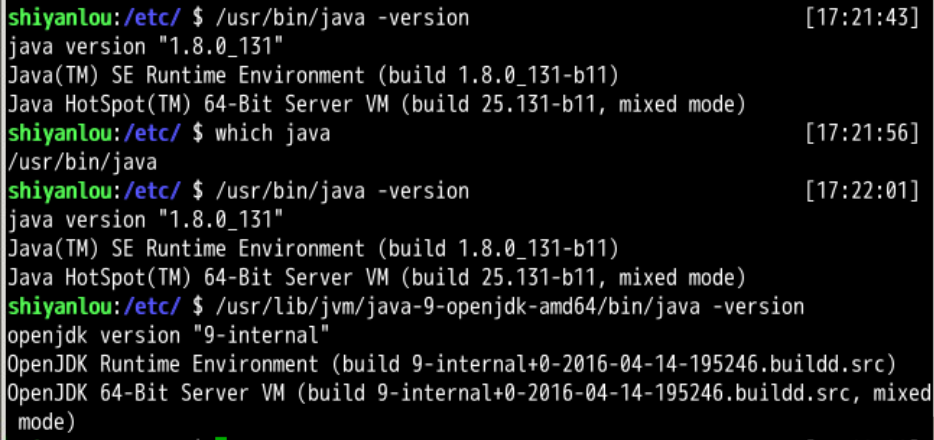 shiyanlou:/etc/ $ /usr/bin/java -version [17:21:43]
java version "1.8.0_131"
Java(TM) SE Runtime Environment (build 1.8.0_131-b11)
Java HotSpot(TM) 64-Bit Server VM (build 25.131-b11, mixed mode)
shiyanlou:/etc/ $ which java [17:21:56]
/usr/bin/java
shiyanlou:/etc/ $ /usr/bin/java -version [17:22:01]
java version "1.8.0_131"
Java(TM) SE Runtime Environment (build 1.8.0_131-b11)
Java HotSpot(TM) 64-Bit Server VM (build 25.131-b11, mixed mode)
shiyanlou:/etc/ $ /usr/lib/jvm/java-9-openjdk-amd64/bin/java -version
openjdk version "9-internal"
OpenJDK Runtime Environment (build 9-internal+0-2016-04-14-195246.buildd.src)
OpenJDK 64-Bit Server VM (build 9-internal+0-2016-04-14-195246.buildd.src, mixed
mode)